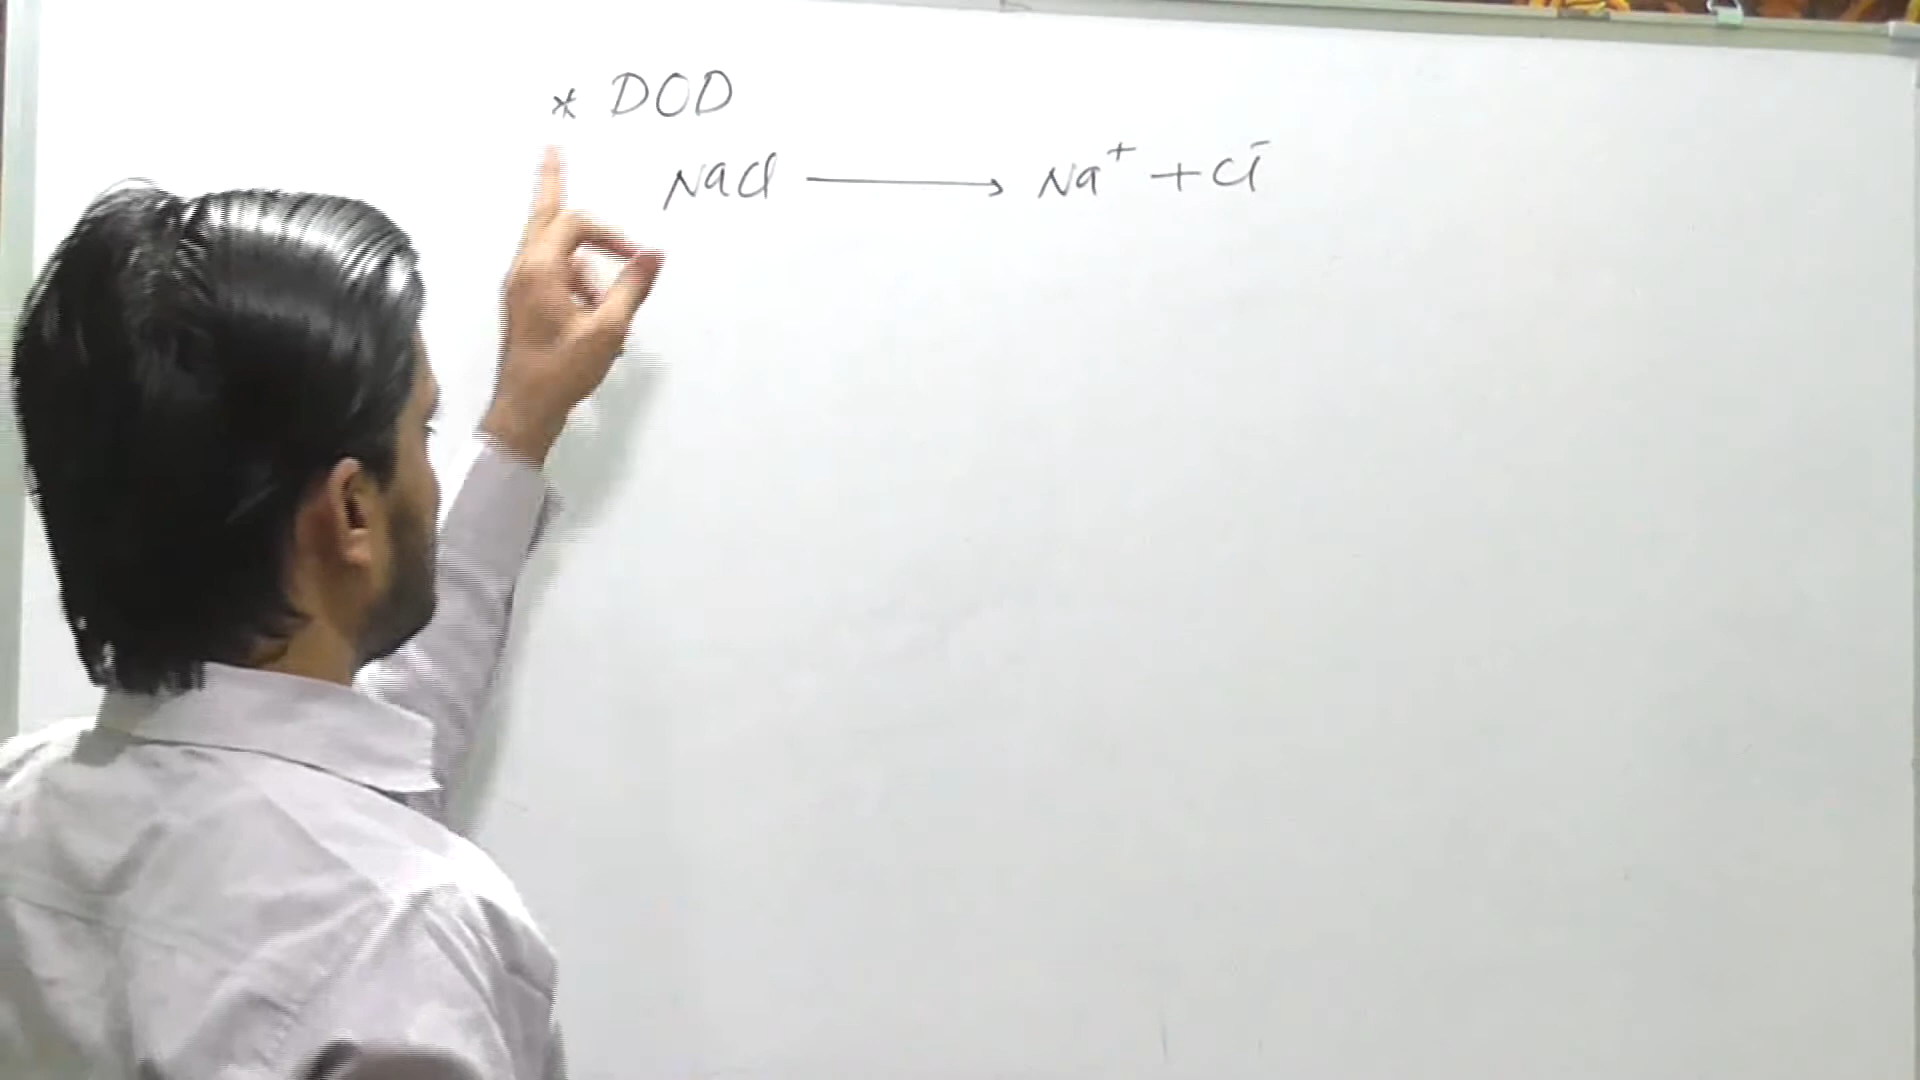 * DOD
NaCl ⟶ Na⁺ + Cl⁻